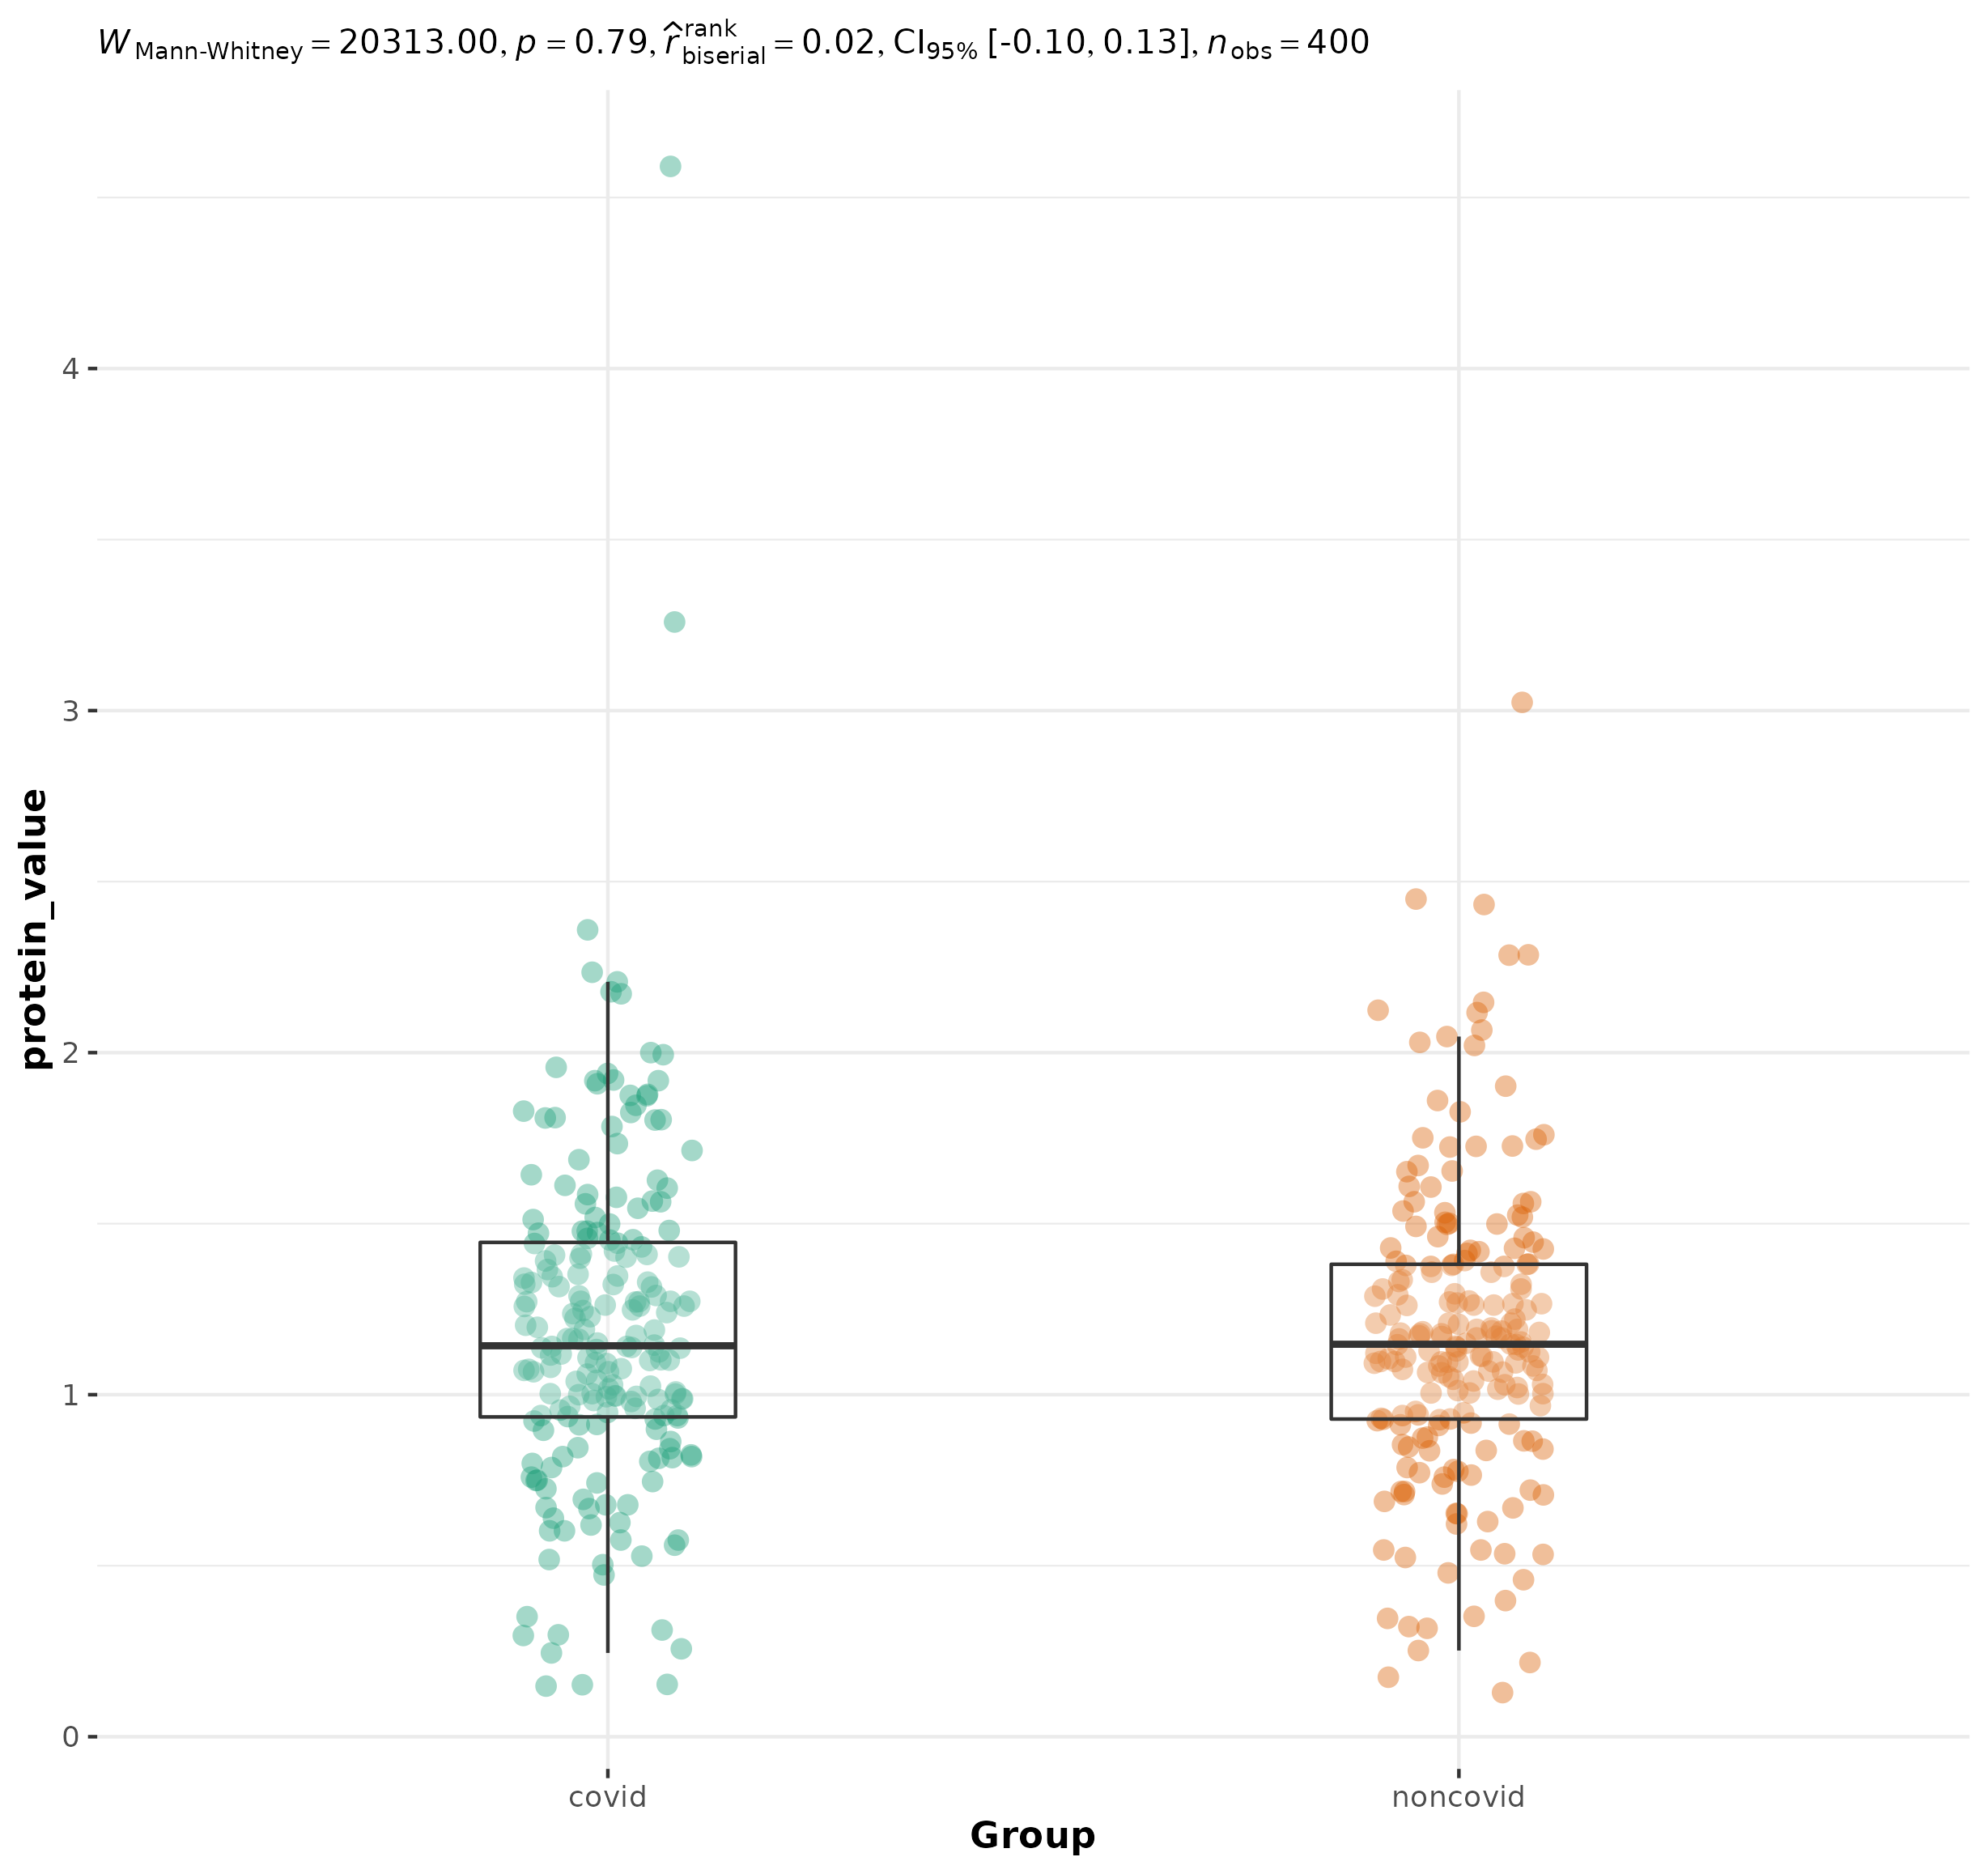 W Mann-Whitney = 20313.00, p = 0.79, r̂ rank biserial = 0.02, CI95% [-0.10, 0.13], n obs = 400
4
3
2
1
0
protein_value
covid noncovid
Group